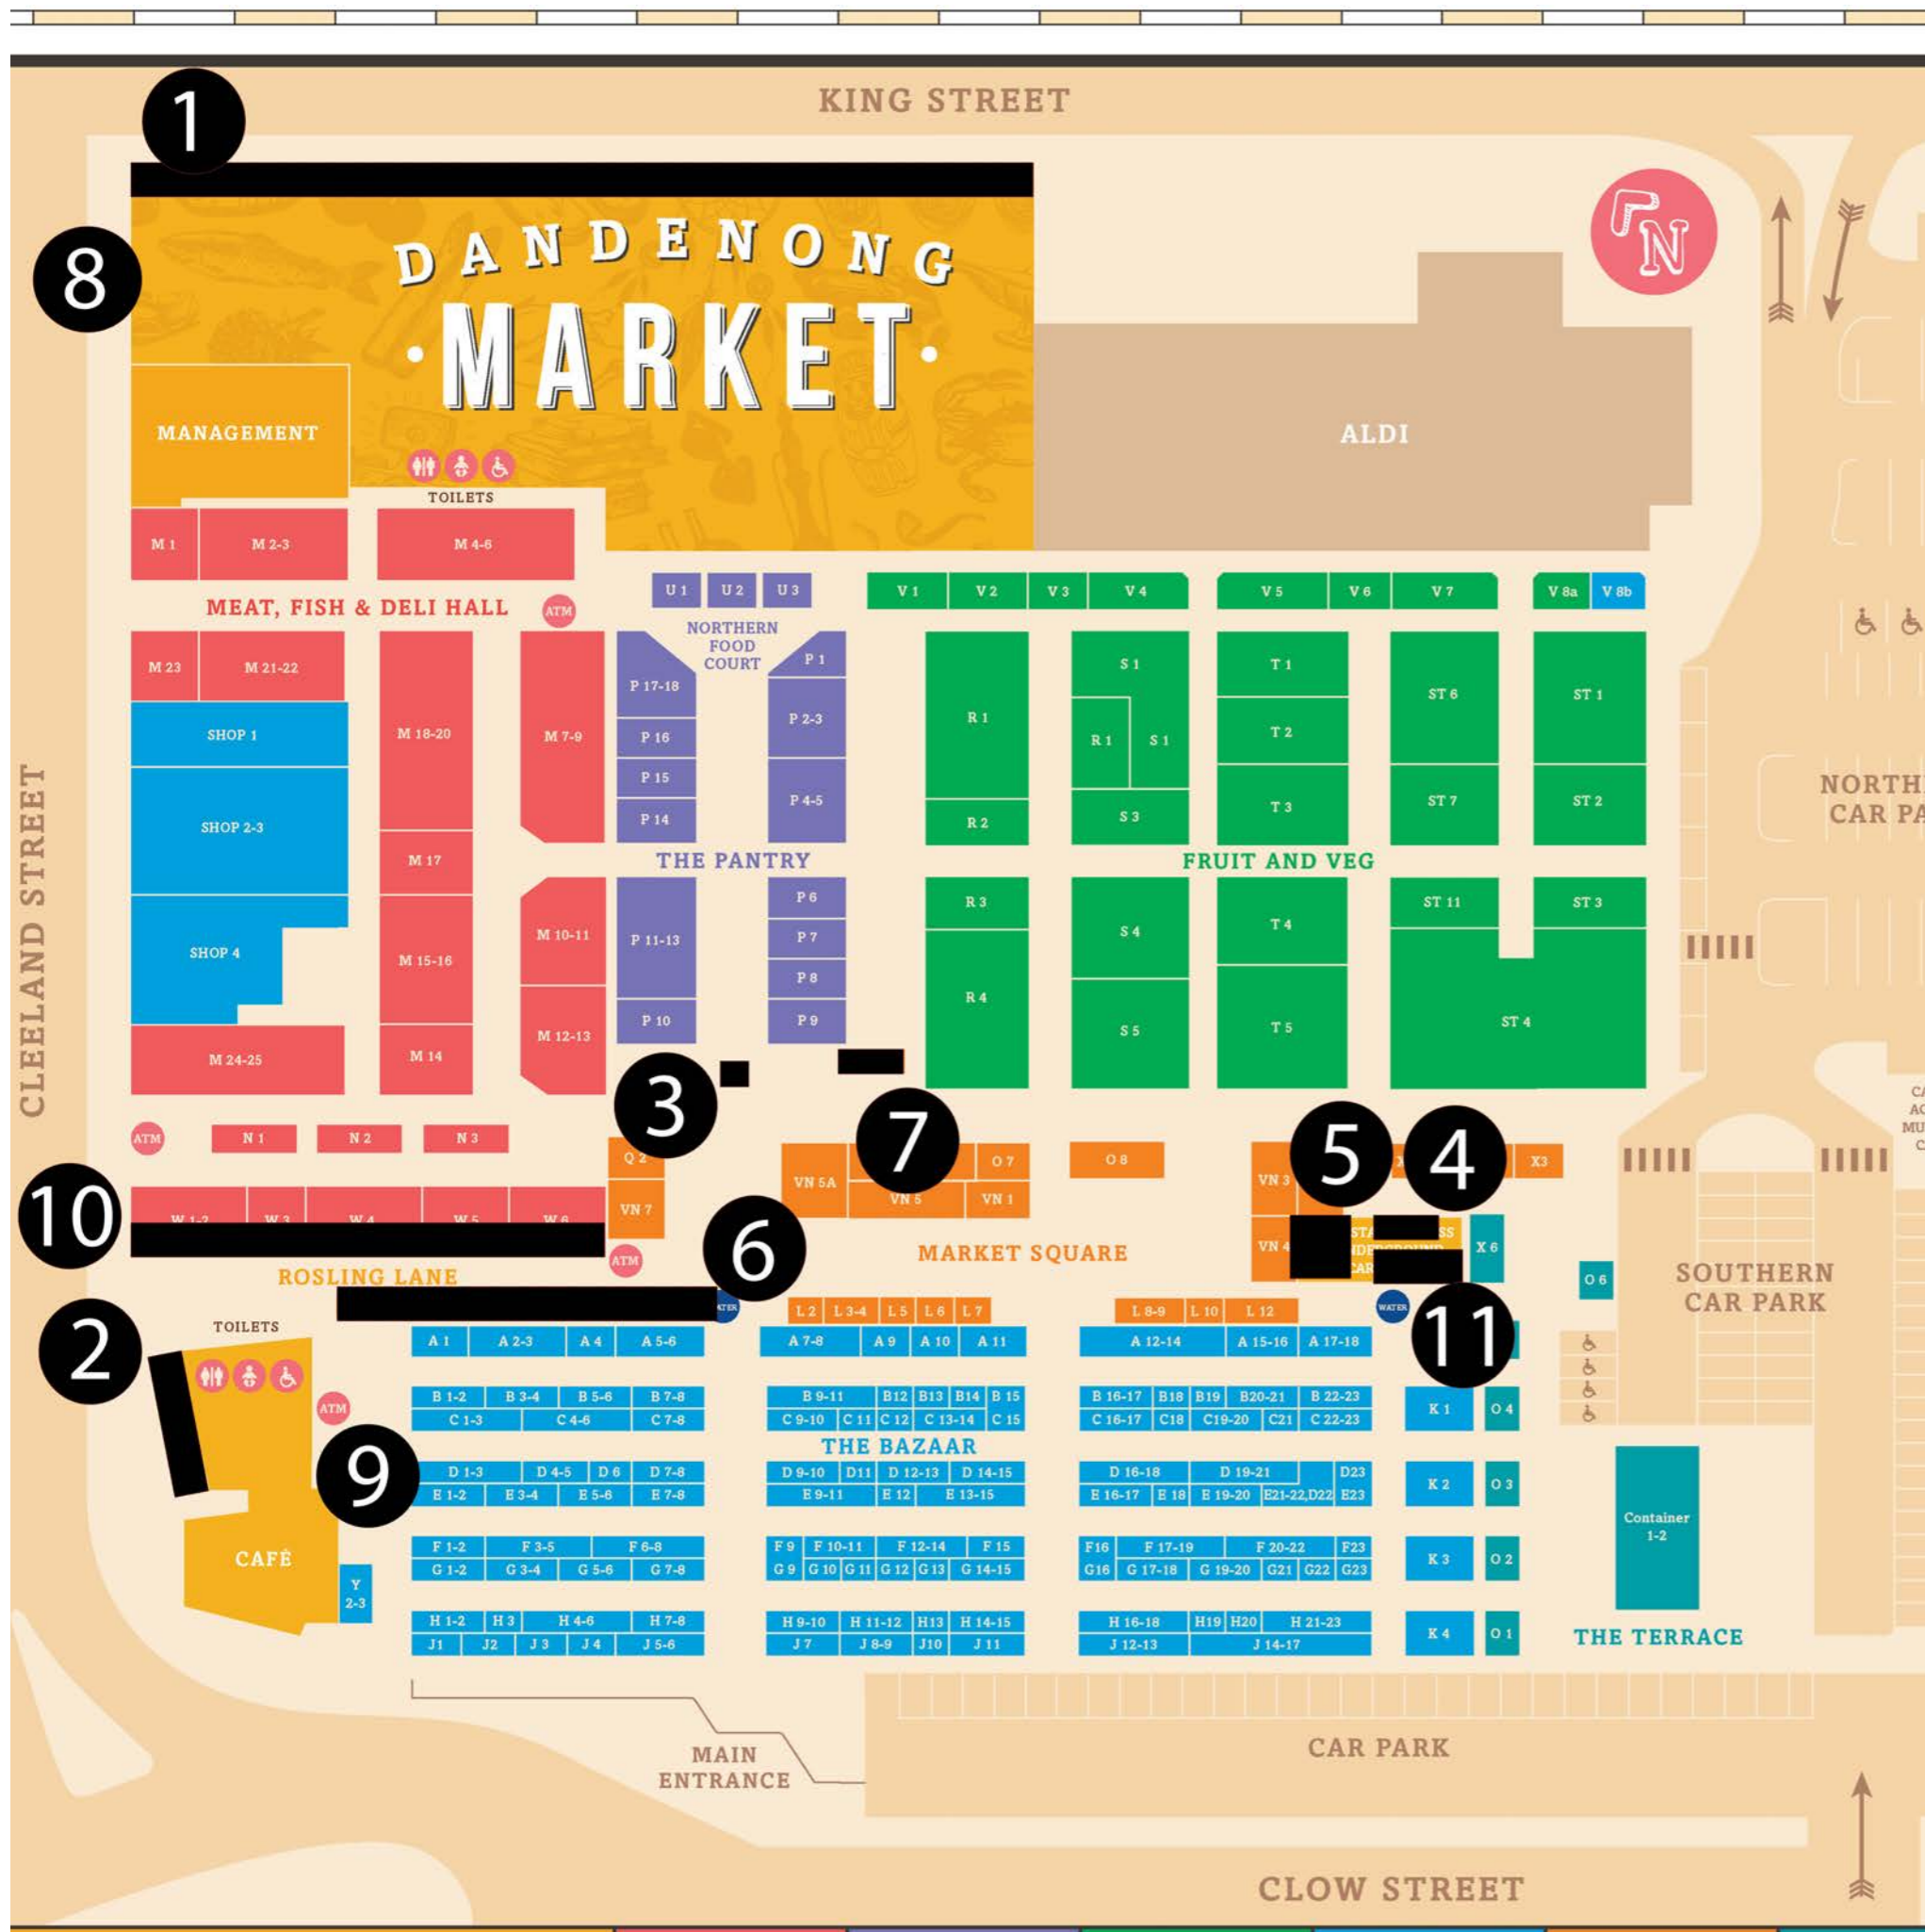 KING STREET
1
8
DANDENONG
MARKET
N
ALDI
MANAGEMENT
TOILETS
M 1
M 2-3
M 4-6
MEAT, FISH & DELI HALL
ATM
U 1
U 2
U 3
NORTHERN
FOOD
COURT
V 1
V 2
V 3
V 4
V 5
V 6
V 7
V 8a
V 8b
M 23
M 21-22
SHOP 1
SHOP 2-3
SHOP 4
M 24-25
M 18-20
M 17
M 15-16
M 14
M 7-9
M 10-11
M 12-13
P 17-18
P 16
P 15
P 14
P 1
P 2-3
P 4-5
THE PANTRY
P 11-13
P 10
P 6
P 7
P 8
P 9
R 1
R 2
R 3
R 4
S 1
R 1
S 1
S 3
S 4
S 5
T 1
T 2
T 3
FRUIT AND VEG
T 4
T 5
ST 6
ST 7
ST 11
ST 1
ST 2
ST 3
ST 4
CLEELAND STREET
3
7
5
4
ATM
N 1
N 2
N 3
Q 2
VN 7
VN 5A
O 7
VN 5
VN 1
O 8
VN 3
VN 4
X3
X 6
10
W 1-2
W 3
W 4
W 5
W 6
6
ATM
MARKET SQUARE
ROSLING LANE
O 6
SOUTHERN
CAR PARK
2
TOILETS
L 2
L 3-4
L 5
L 6
L 7
L 8-9
L 10
L 12
WATER
11
A 1
A 2-3
A 4
A 5-6
A 7-8
A 9
A 10
A 11
A 12-14
A 15-16
A 17-18
ATM
B 1-2
B 3-4
B 5-6
B 7-8
B 9-11
B12
B13
B14
B 15
B 16-17
B18
B19
B20-21
B 22-23
C 1-3
C 4-6
C 7-8
C 9-10
C 11
C 12
C 13-14
C 15
C 16-17
C18
C19-20
C21
C 22-23
K 1
O 4
THE BAZAAR
9
D 1-3
D 4-5
D 6
D 7-8
D 9-10
D11
D 12-13
D 14-15
D 16-18
D 19-21
D23
E 1-2
E 3-4
E 5-6
E 7-8
E 9-11
E 12
E 13-15
E 16-17
E 18
E 19-20
E21-22,D22
E23
K 2
O 3
Container
1-2
CAFÉ
Y
2-3
F 1-2
F 3-5
F 6-8
F 9
F 10-11
F 12-14
F 15
F16
F 17-19
F 20-22
F23
G 1-2
G 3-4
G 5-6
G 7-8
G 9
G 10
G 11
G 12
G13
G 14-15
G16
G 17-18
G 19-20
G21
G22
G23
K 3
O 2
H 1-2
H 3
H 4-6
H 7-8
H 9-10
H 11-12
H13
H 14-15
H 16-18
H19
H20
H 21-23
J1
J2
J 3
J 4
J 5-6
J 7
J 8-9
J10
J 11
J 12-13
J 14-17
K 4
O 1
THE TERRACE
MAIN
ENTRANCE
CAR PARK
CLOW STREET